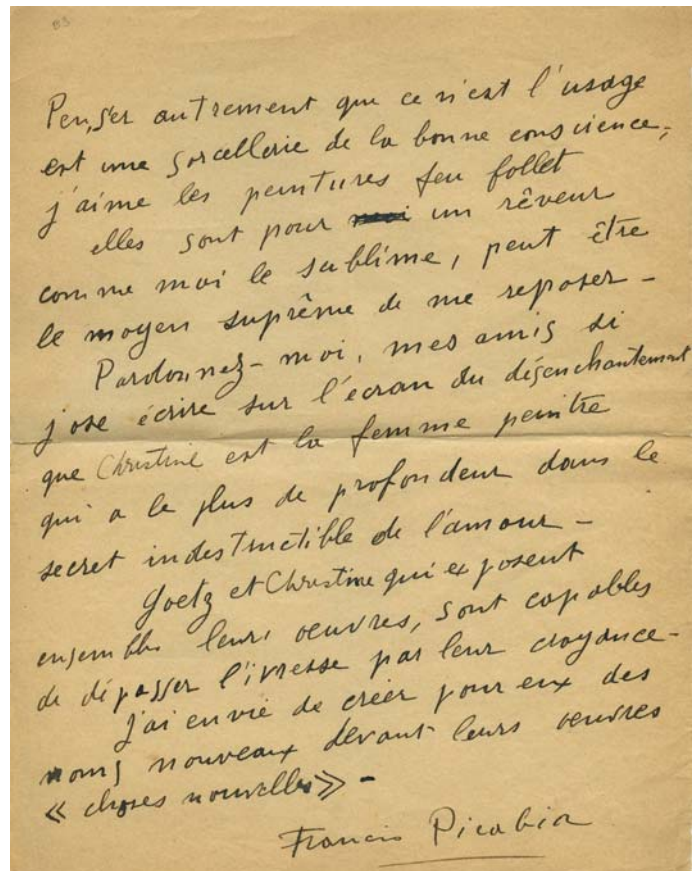 83
Penser autrement que ce n'est l'usage
est une sorcellerie de la bonne conscience,
j'aime les peintures feu follet
elles sont pour moi un rêveur
comme moi le sublime, peut être
le moyen suprême de me reposer –
Pardonnez-moi, mes amis si
j'ose écrire sur l'écran du désenchantement
que Christine est la femme peintre
qui a le plus de profondeur dans le
secret indestructible de l'amour –
Goetz et Christine qui exposent
ensembles leurs oeuvres, sont capables
de dépasser l'ivresse par leur croyance –
j'ai envie de créer pour eux des
noms nouveaux devant leurs oeuvres
« choses nouvelles » –
Francis Picabia